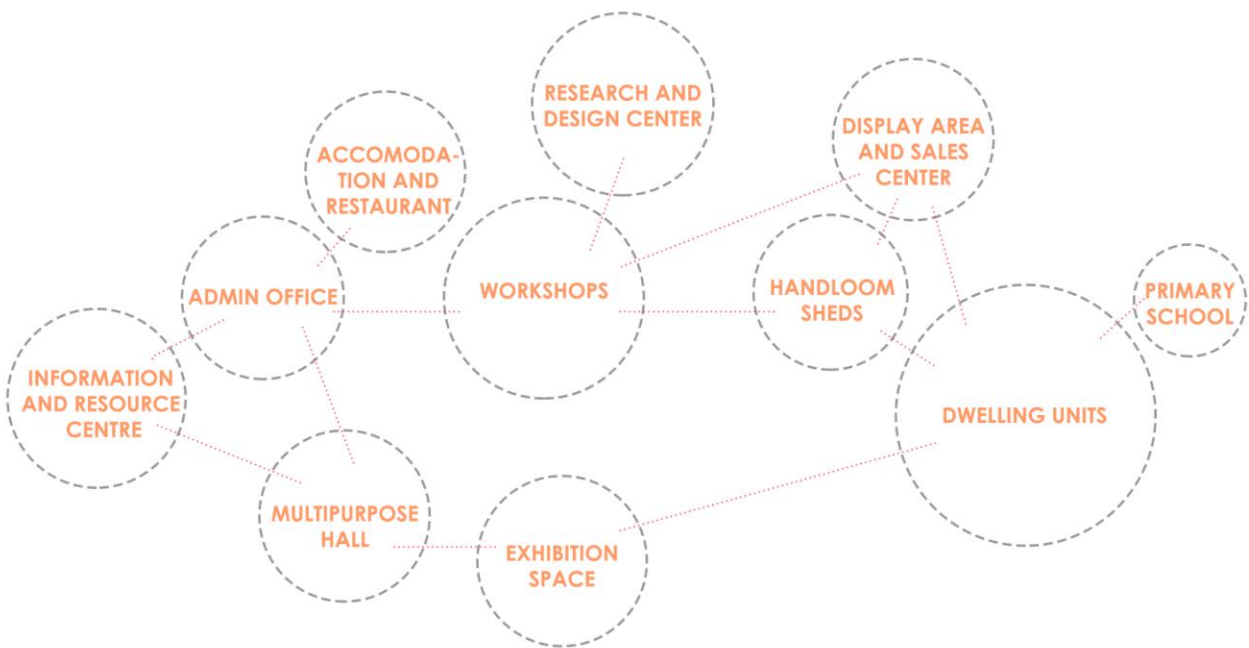 RESEARCH AND
DESIGN CENTER
DISPLAY AREA
AND SALES
CENTER
ACCOMODA-
TION AND
RESTAURANT
ADMIN OFFICE
WORKSHOPS
HANDLOOM
SHEDS
PRIMARY
SCHOOL
INFORMATION
AND RESOURCE
CENTRE
DWELLING UNITS
MULTIPURPOSE
HALL
EXHIBITION
SPACE